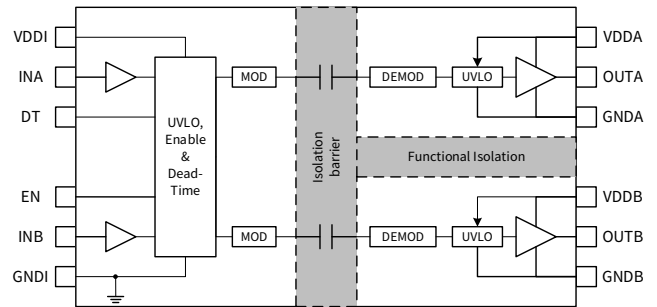 VDDI
INA
DT
EN
INB
GNDI
UVLO,
Enable
&
Dead-
Time
MOD
MOD
Isolation
barrier
DEMOD
UVLO
Functional Isolation
DEMOD
UVLO
VDDA
OUTA
GNDA
VDDB
OUTB
GNDB